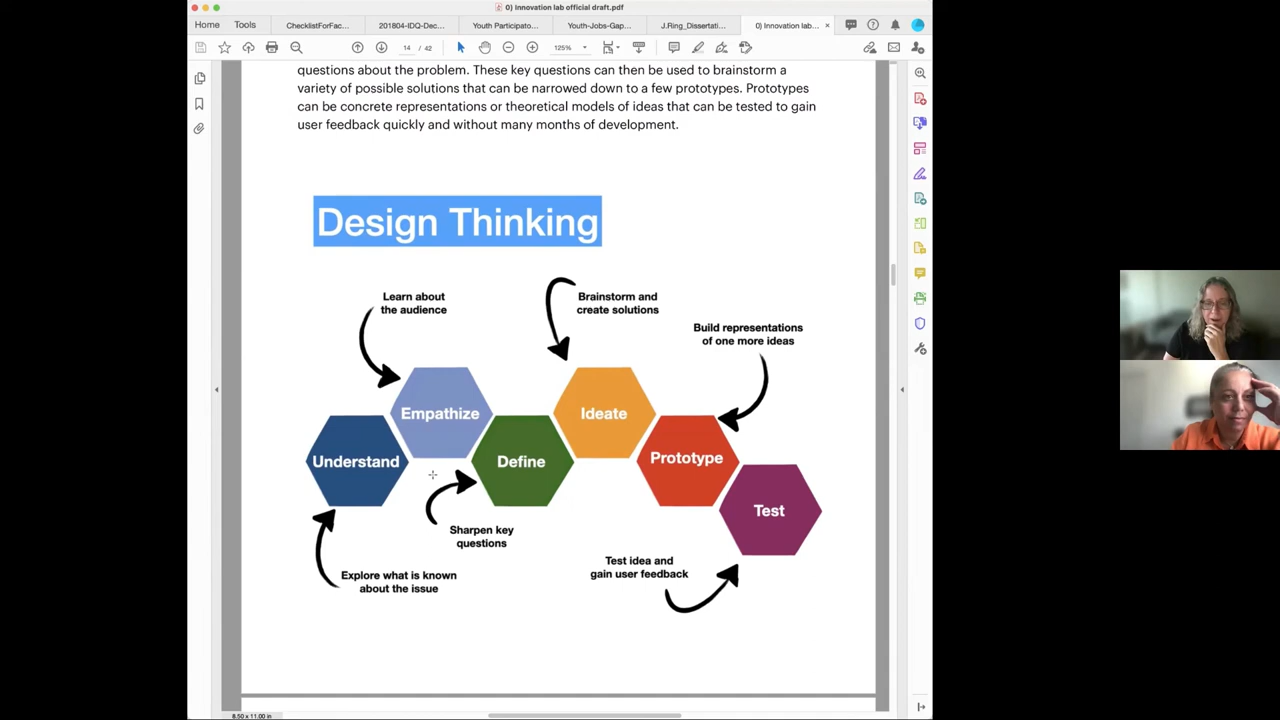 0) Innovation lab official draft.pdf
Home
Tools
ChecklistForFac...
201804-IDQ-Dec...
Youth Participato...
Youth-Jobs-Gap...
J.Ring_Dissertati...
0) Innovation lab...
14 / 42
125%
questions about the problem. These key questions can then be used to brainstorm a
variety of possible solutions that can be narrowed down to a few prototypes. Prototypes
can be concrete representations or theoretical models of ideas that can be tested to gain
user feedback quickly and without many months of development.
Design Thinking
Learn about
the audience
Brainstorm and
create solutions
Build representations
of one more ideas
Empathize
Ideate
Understand
Define
Prototype
Test
Sharpen key
questions
Test idea and
gain user feedback
Explore what is known
about the issue
8.50 x 11.00 in